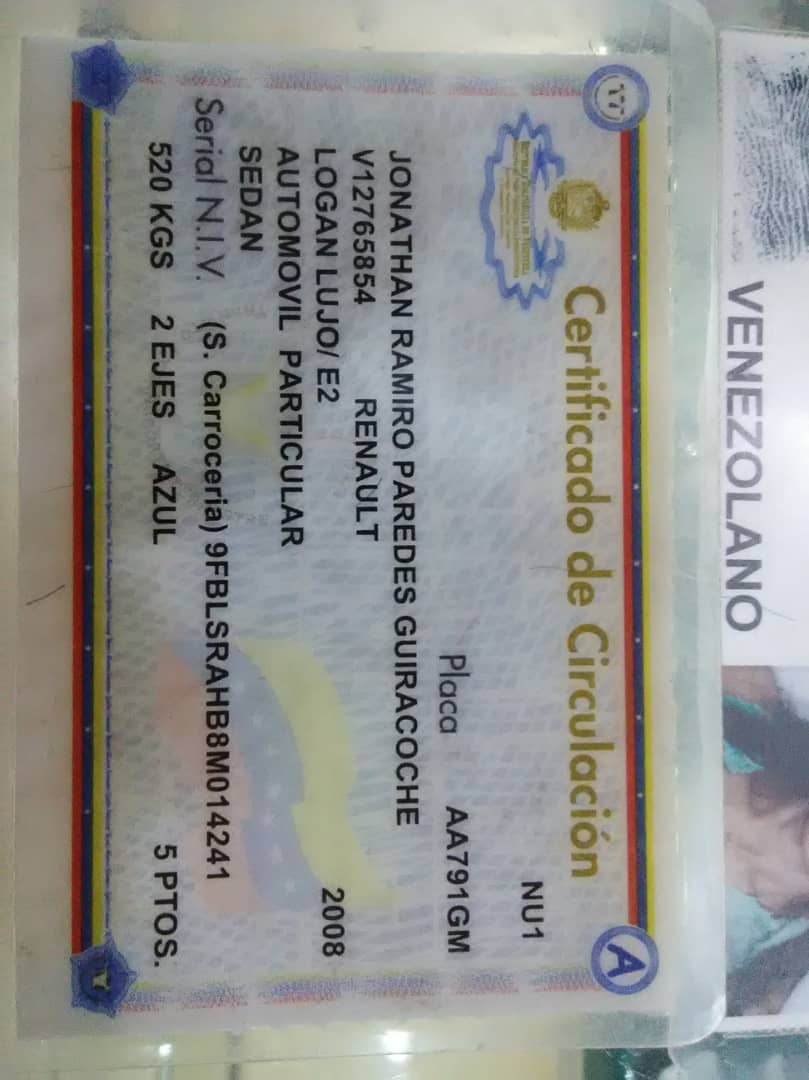 17
A
Certificado de Circulación
NU1
Placa AA791GM
JONATHAN RAMIRO PAREDES GUIRACOCHE
V12765854 RENAULT
LOGAN LUJO/ E2 2008
AUTOMOVIL PARTICULAR
SEDAN
Serial N.I.V. (S. Carroceria) 9FBLSRAHB8M014241
520 KGS 2 EJES AZUL 5 PTOS.
VENEZOLANO